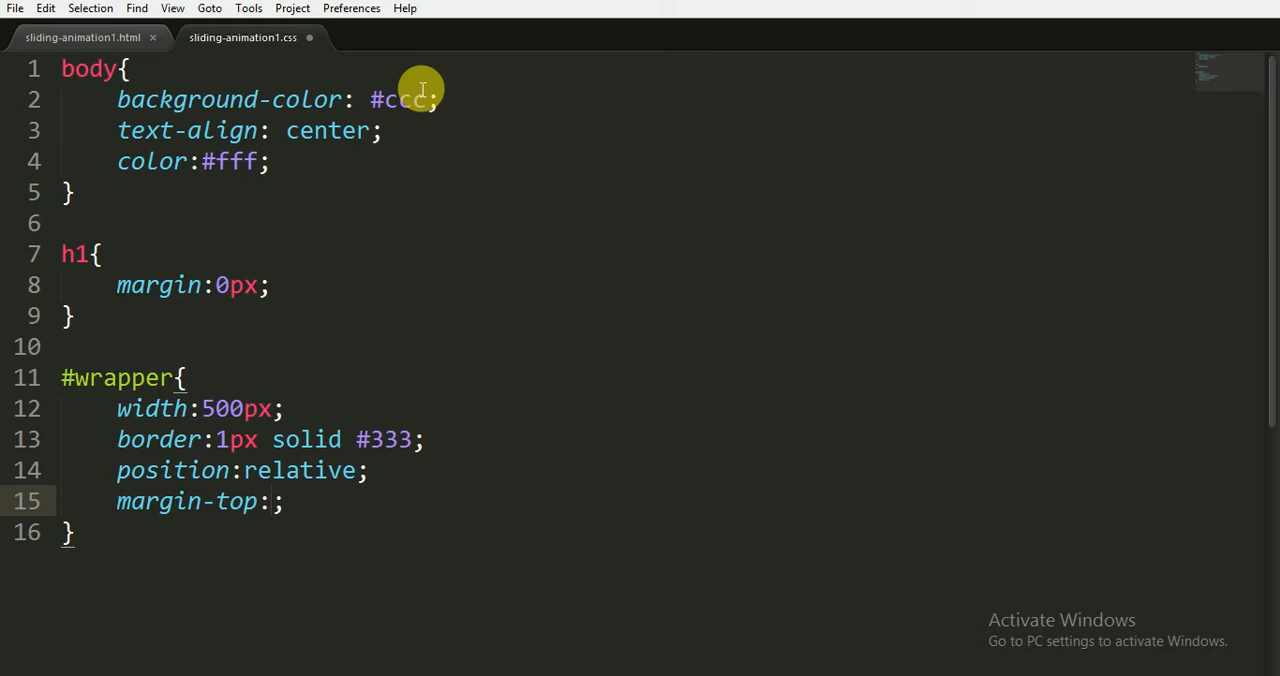 File Edit Selection Find View Goto Tools Project Preferences Help
sliding-animation1.html × sliding-animation1.css
1 body{
2 background-color: #ccc;
3 text-align: center;
4 color:#fff;
5 }
6
7 h1{
8 margin:0px;
9 }
10
11 #wrapper{
12 width:500px;
13 border:1px solid #333;
14 position:relative;
15 margin-top:;
16 }
Activate Windows
Go to PC settings to activate Windows.